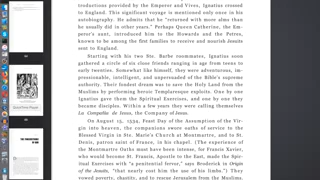 troductions provided by the Emperor and Vives, Ignatius crossed
to England. This significant voyage is mentioned only once in his
autobiography. He admits that he "returned with more alms than
he usually did in other years." Perhaps Queen Catherine, the Em-
peror's aunt, introduced him to the Howards and the Petres,
known to be among the first families to receive and nourish Jesuits
sent to England.
Starting with his two Ste. Barbe roommates, Ignatius soon
gathered a circle of six close friends ranging in age from teens to
early twenties. Somewhat like himself, they were adventurous, im-
pressionable, intelligent, and unpersuaded of the Bible's supreme
authority. Their fondest dream was to save the Holy Land from the
Muslims by performing heroic Templaresque exploits. One by one
Ignatius gave them the Spiritual Exercises, and one by one they
became disciples. Within a few years they were calling themselves
La Compañía de Jesus, the Company of Jesus.
On August 15, 1534, Feast Day of the Assumption of the Vir-
gin into heaven, the companions swore oaths of service to the
Blessed Virgin in Ste. Marie's Church at Montmartre, and to St.
Denis, patron saint of France, in his chapel. (The experience of
the Montmartre Oaths must have been intense, for Francis Xavier,
who would become St. Francis, Apostle to the East, made the Spir-
itual Exercises with "a penitential fervor," says Broderick in Origin
of the Jesuits, "that nearly cost him the use of his limbs.") They
vowed poverty, chastity, and to rescue Jerusalem from the Muslims.